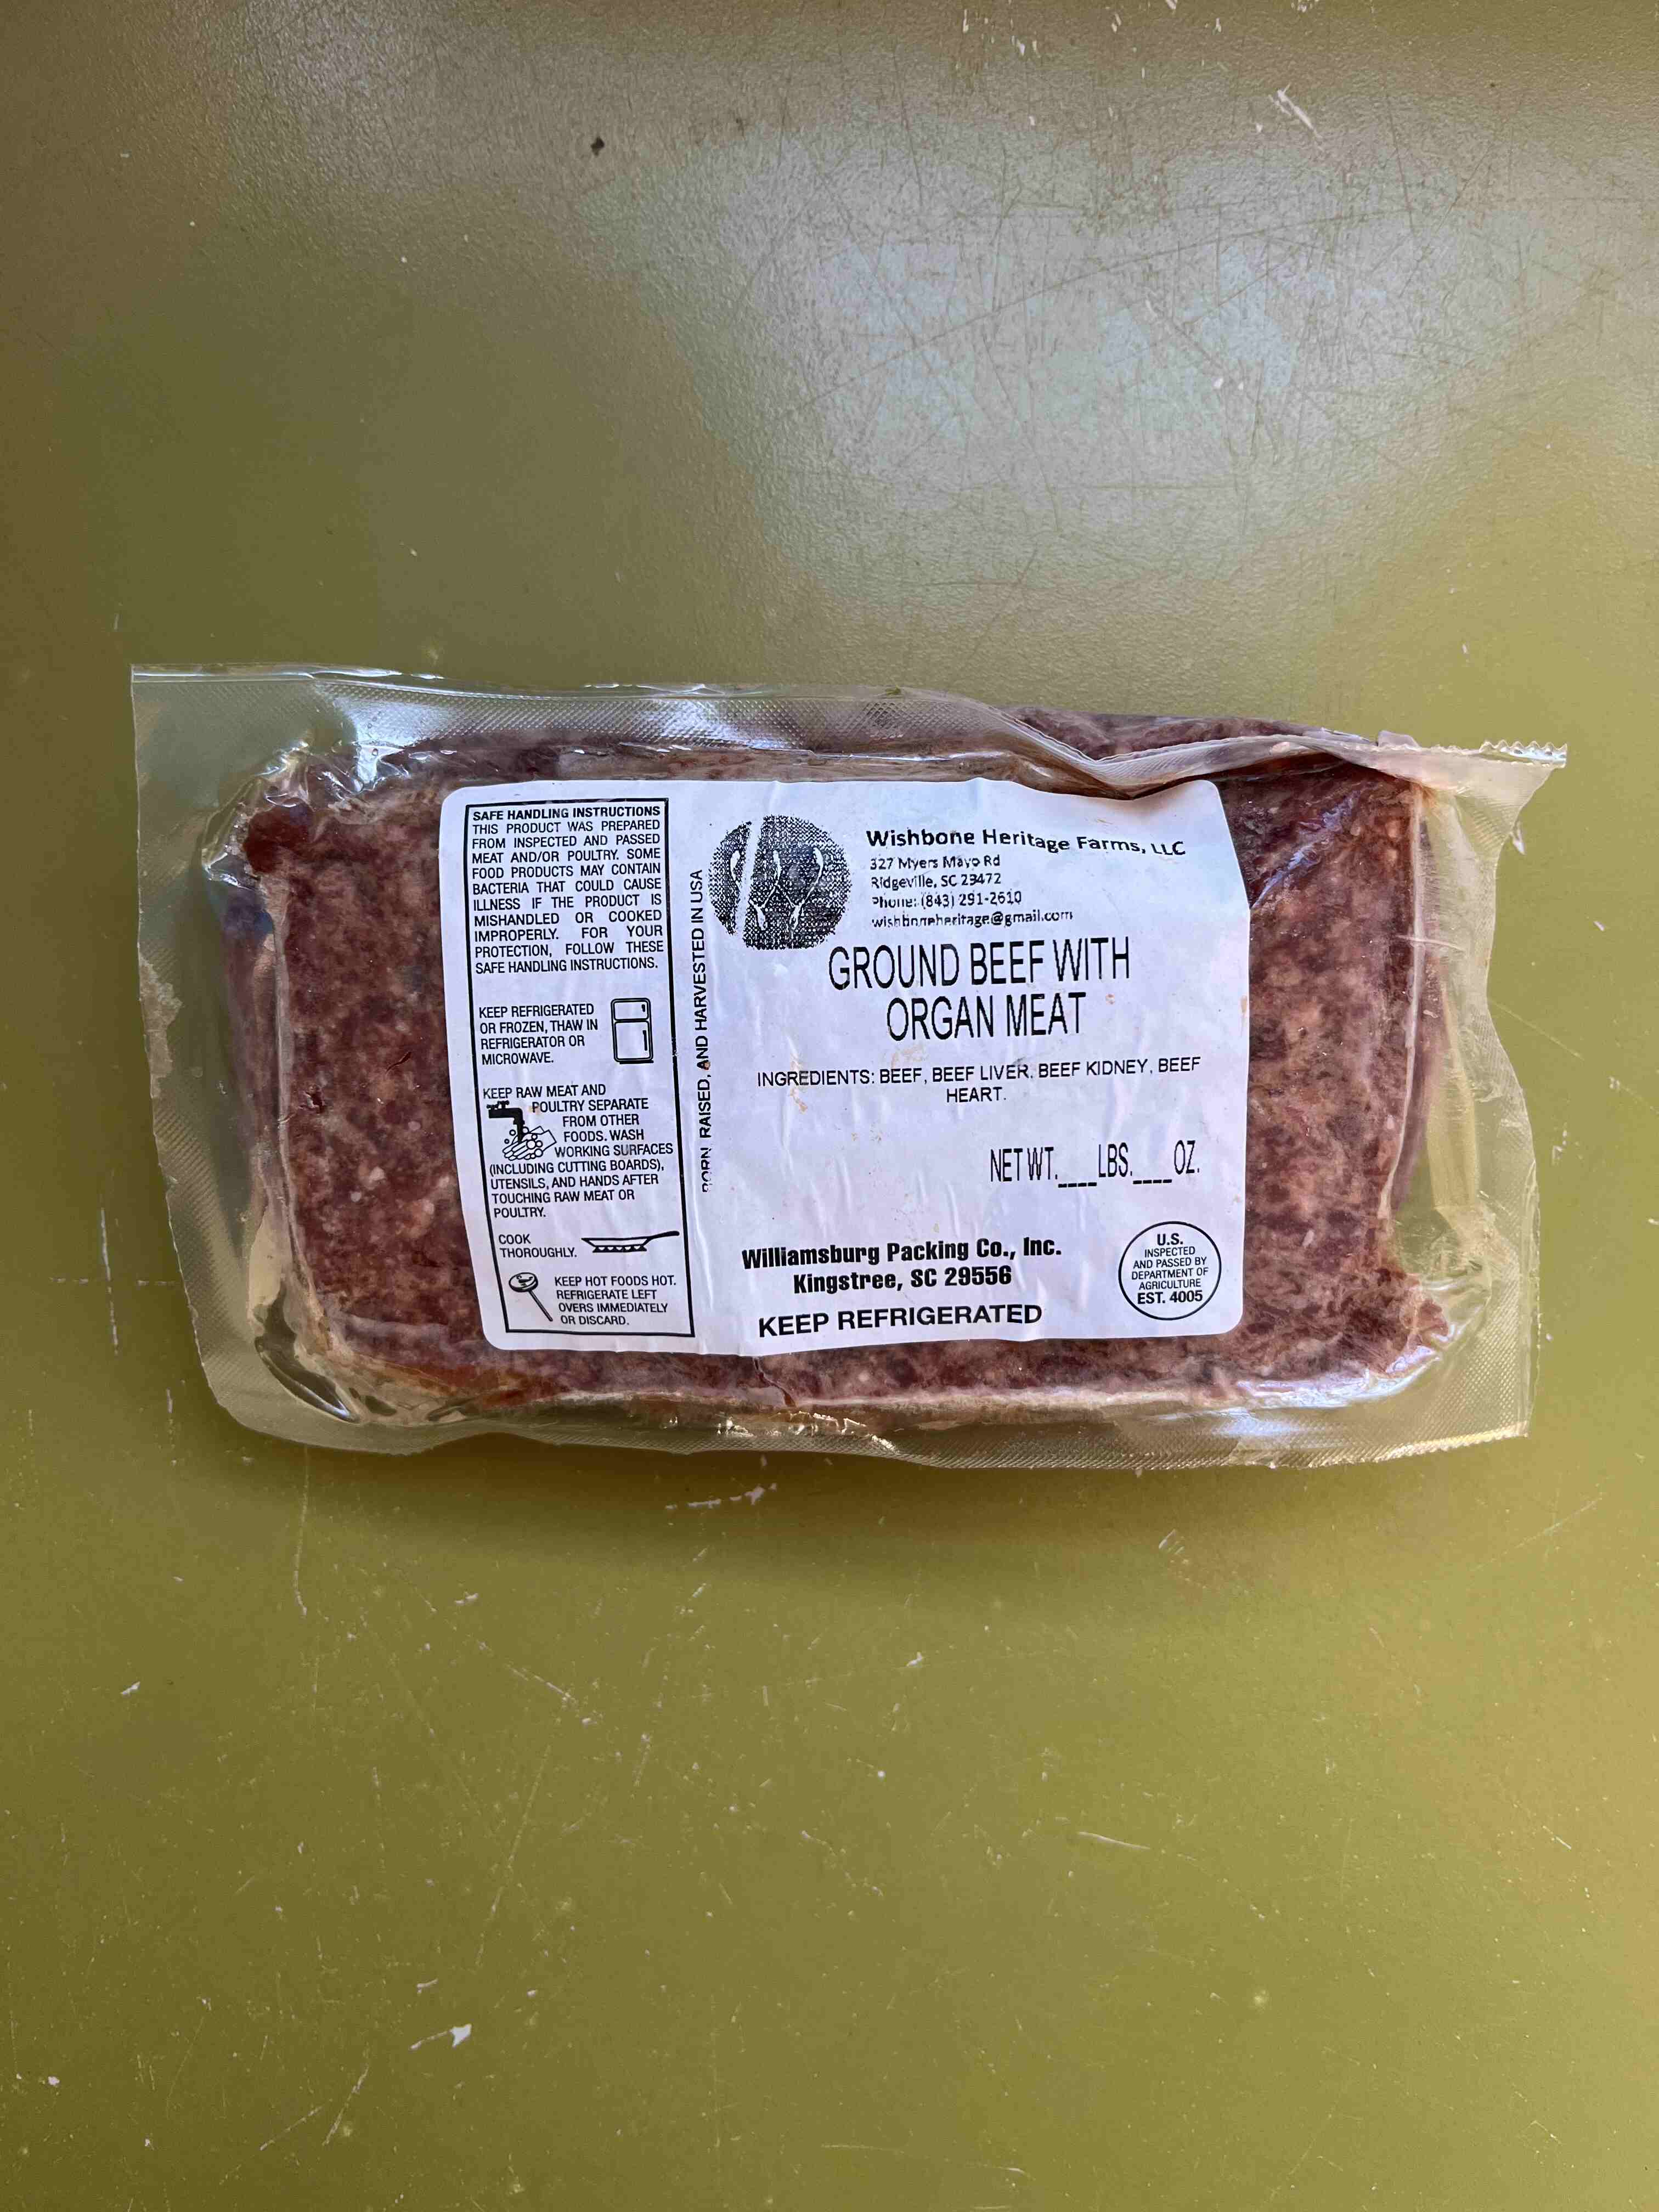 SAFE HANDLING INSTRUCTIONS
THIS PRODUCT WAS PREPARED
FROM INSPECTED AND PASSED
MEAT AND/OR POULTRY. SOME
FOOD PRODUCTS MAY CONTAIN
BACTERIA THAT COULD CAUSE
ILLNESS IF THE PRODUCT IS
MISHANDLED OR COOKED
IMPROPERLY. FOR YOUR
PROTECTION, FOLLOW THESE
SAFE HANDLING INSTRUCTIONS.
KEEP REFRIGERATED
OR FROZEN, THAW IN
REFRIGERATOR OR
MICROWAVE.
KEEP RAW MEAT AND
POULTRY SEPARATE
FROM OTHER
FOODS. WASH
WORKING SURFACES
(INCLUDING CUTTING BOARDS),
UTENSILS, AND HANDS AFTER
TOUCHING RAW MEAT OR
POULTRY.
COOK
THOROUGHLY.
KEEP HOT FOODS HOT.
REFRIGERATE LEFT
OVERS IMMEDIATELY
OR DISCARD.
BORN, RAISED, AND HARVESTED IN USA
Wishbone Heritage Farms, LLC
327 Myers Mayo Rd
Ridgeville, SC 29472
Phone: (843) 291-2610
wishboneheritage@gmail.com
GROUND BEEF WITH
ORGAN MEAT
INGREDIENTS: BEEF, BEEF LIVER, BEEF KIDNEY, BEEF
HEART.
NET WT.____LBS.____OZ.
Williamsburg Packing Co., Inc.
Kingstree, SC 29556
KEEP REFRIGERATED
U.S.
INSPECTED
AND PASSED BY
DEPARTMENT OF
AGRICULTURE
EST. 4005